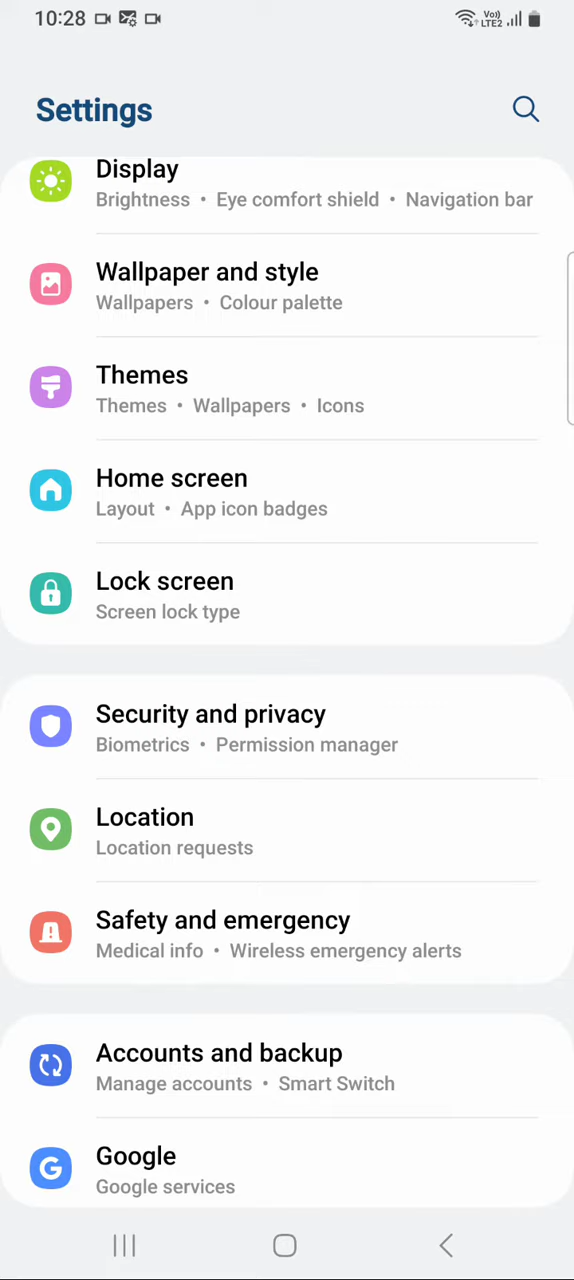 10:28
Vo)) LTE2
Settings
Display
Brightness • Eye comfort shield • Navigation bar
Wallpaper and style
Wallpapers • Colour palette
Themes
Themes • Wallpapers • Icons
Home screen
Layout • App icon badges
Lock screen
Screen lock type
Security and privacy
Biometrics • Permission manager
Location
Location requests
Safety and emergency
Medical info • Wireless emergency alerts
Accounts and backup
Manage accounts • Smart Switch
Google
Google services